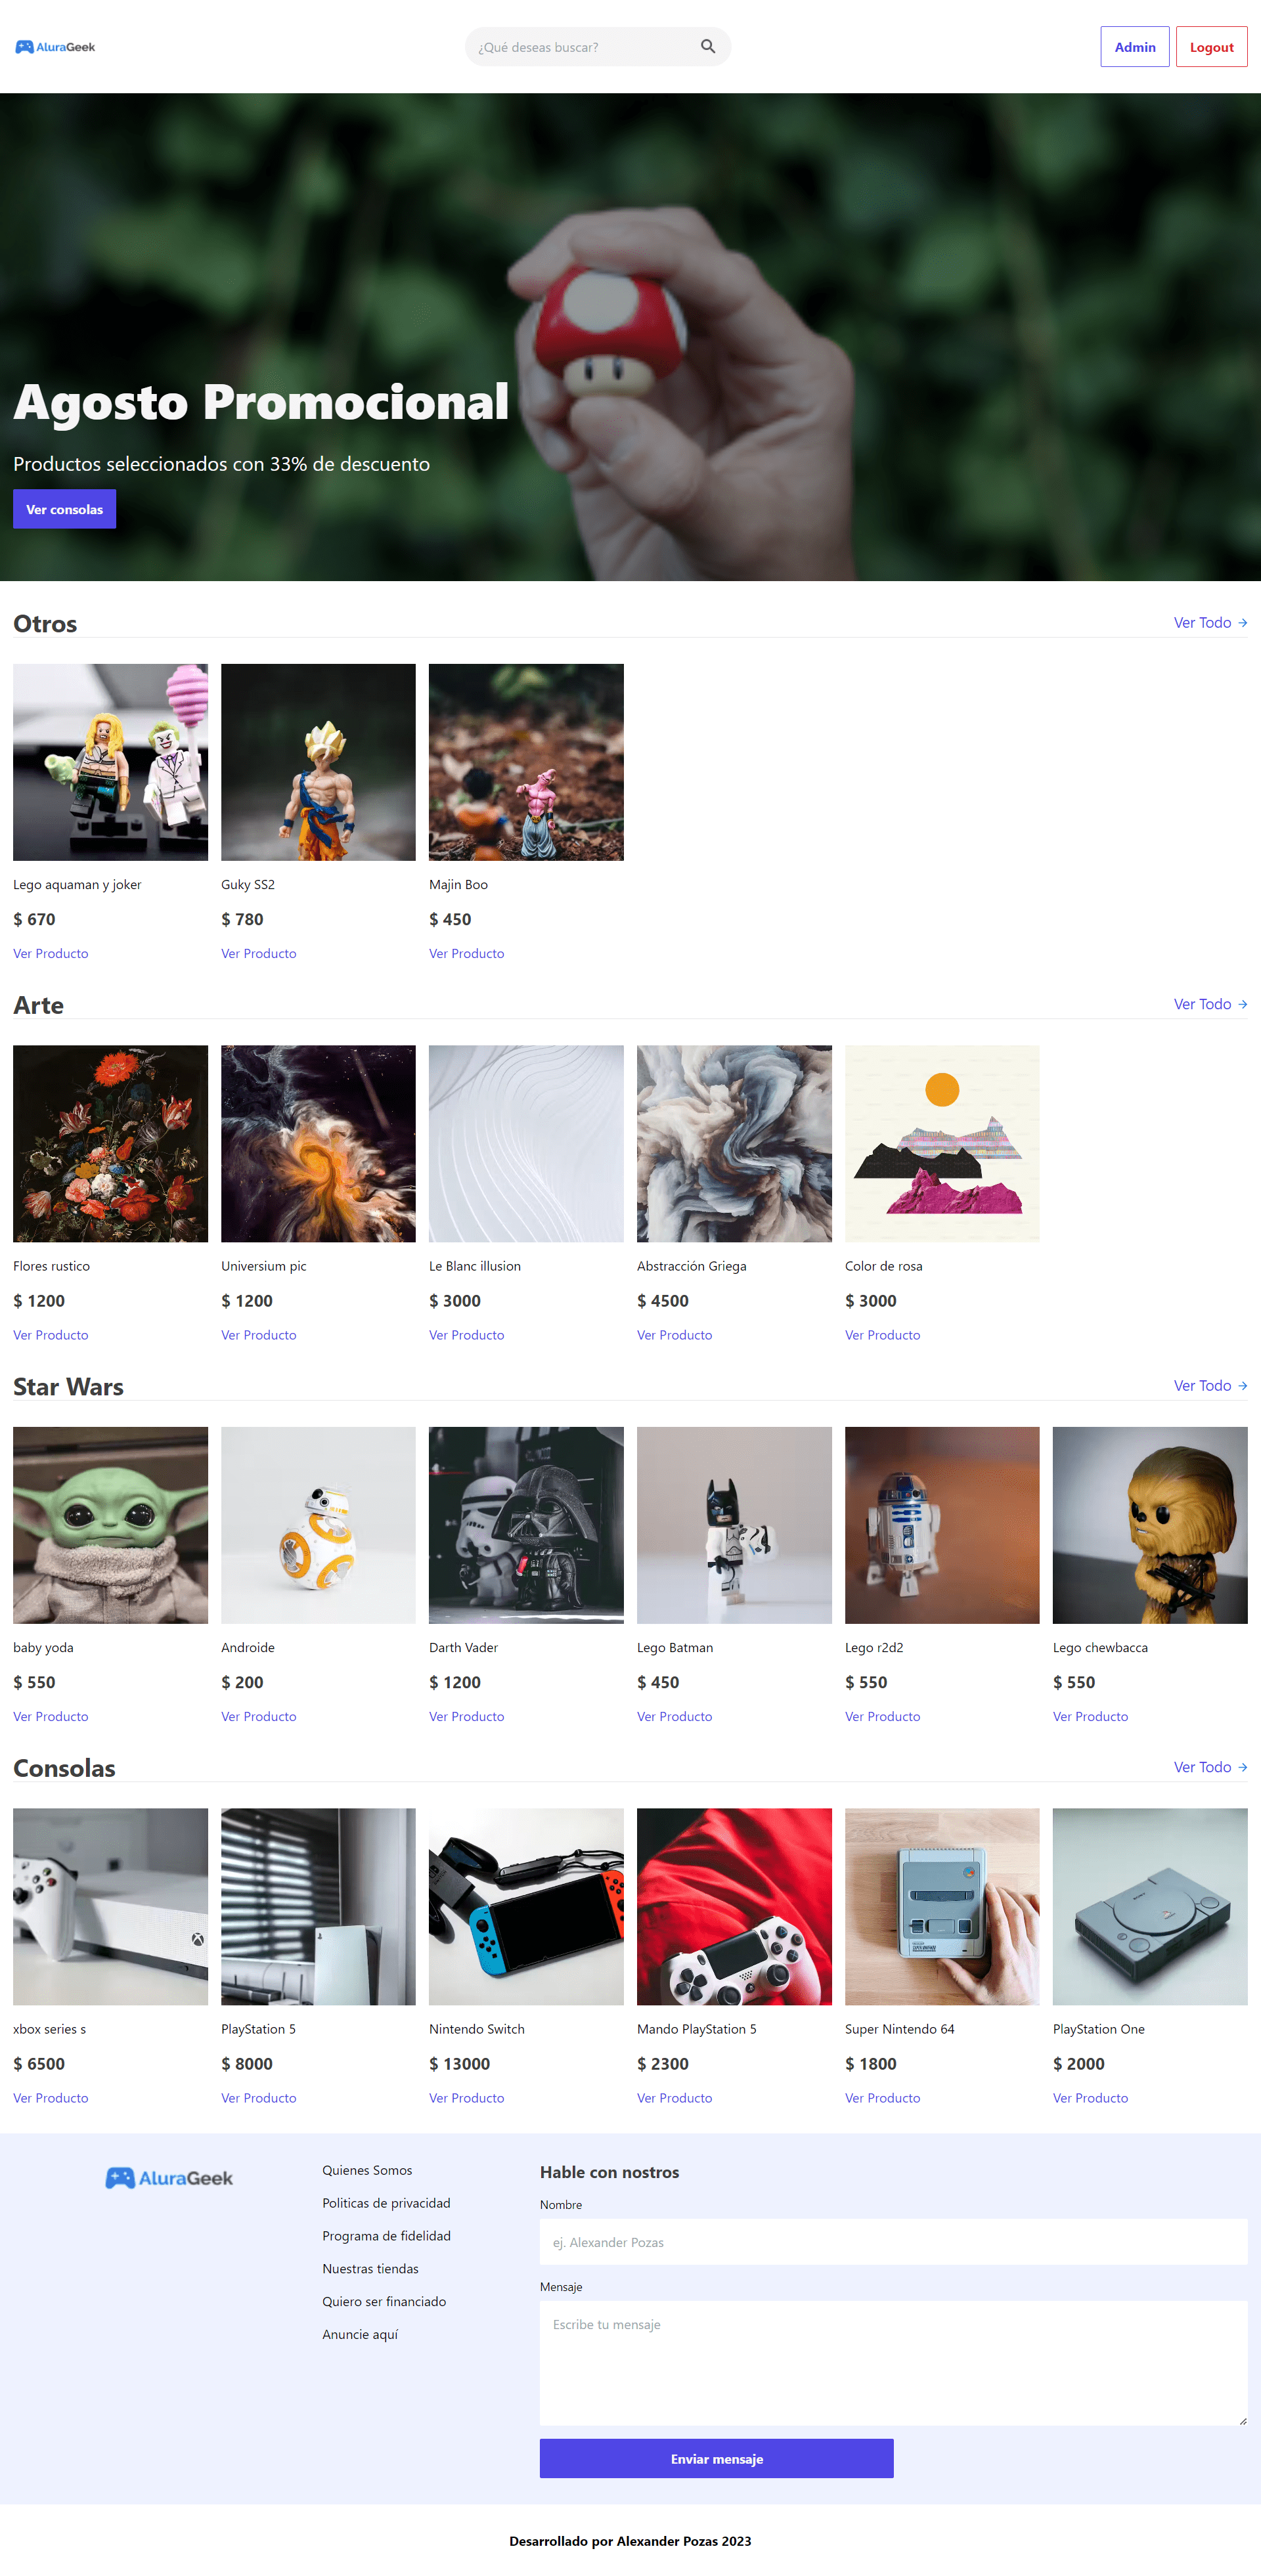 AluraGeek
¿Qué deseas buscar?
Admin
Logout
Agosto Promocional
Productos seleccionados con 33% de descuento
Ver consolas
Otros
Ver Todo →
Lego aquaman y joker
$ 670
Ver Producto
Guky SS2
$ 780
Ver Producto
Majin Boo
$ 450
Ver Producto
Arte
Ver Todo →
Flores rustico
$ 1200
Ver Producto
Universium pic
$ 1200
Ver Producto
Le Blanc illusion
$ 3000
Ver Producto
Abstracción Griega
$ 4500
Ver Producto
Color de rosa
$ 3000
Ver Producto
Star Wars
Ver Todo →
baby yoda
$ 550
Ver Producto
Androide
$ 200
Ver Producto
Darth Vader
$ 1200
Ver Producto
Lego Batman
$ 450
Ver Producto
Lego r2d2
$ 550
Ver Producto
Lego chewbacca
$ 550
Ver Producto
Consolas
Ver Todo →
xbox series s
$ 6500
Ver Producto
PlayStation 5
$ 8000
Ver Producto
Nintendo Switch
$ 13000
Ver Producto
Mando PlayStation 5
$ 2300
Ver Producto
Super Nintendo 64
$ 1800
Ver Producto
PlayStation One
$ 2000
Ver Producto
AluraGeek
Quienes Somos
Politicas de privacidad
Programa de fidelidad
Nuestras tiendas
Quiero ser financiado
Anuncie aquí
Hable con nostros
Nombre
ej. Alexander Pozas
Mensaje
Escribe tu mensaje
Enviar mensaje
Desarrollado por Alexander Pozas 2023